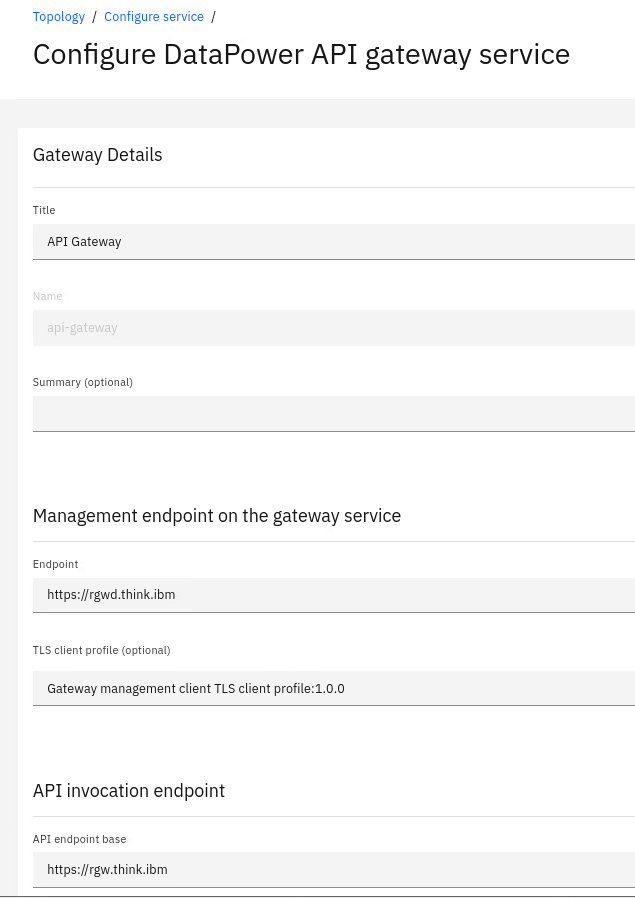 Topology / Configure service /
Configure DataPower API gateway service
Gateway Details
Title
API Gateway
Name
api-gateway
Summary (optional)
Management endpoint on the gateway service
Endpoint
https://rgwd.think.ibm
TLS client profile (optional)
Gateway management client TLS client profile:1.0.0
API invocation endpoint
API endpoint base
https://rgw.think.ibm